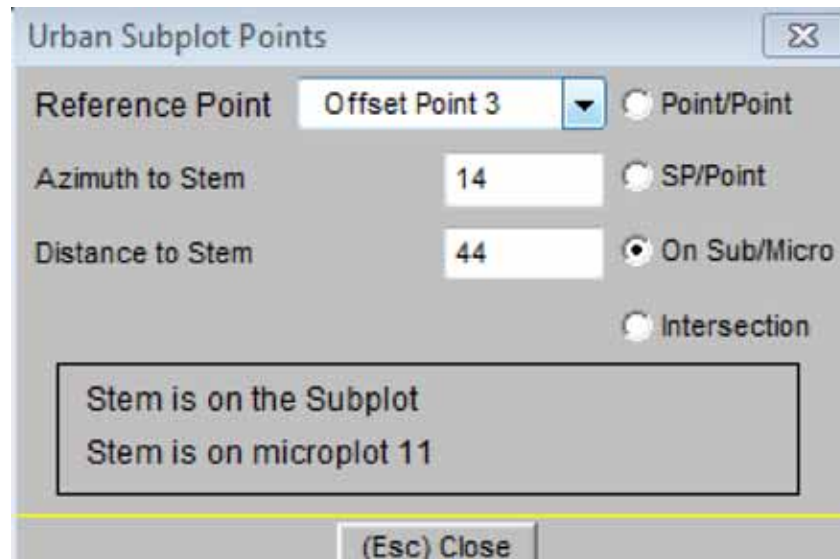 Urban Subplot Points
Reference Point Offset Point 3 Point/Point
Azimuth to Stem 14 SP/Point
Distance to Stem 44 On Sub/Micro
Intersection
Stem is on the Subplot
Stem is on microplot 11
(Esc) Close